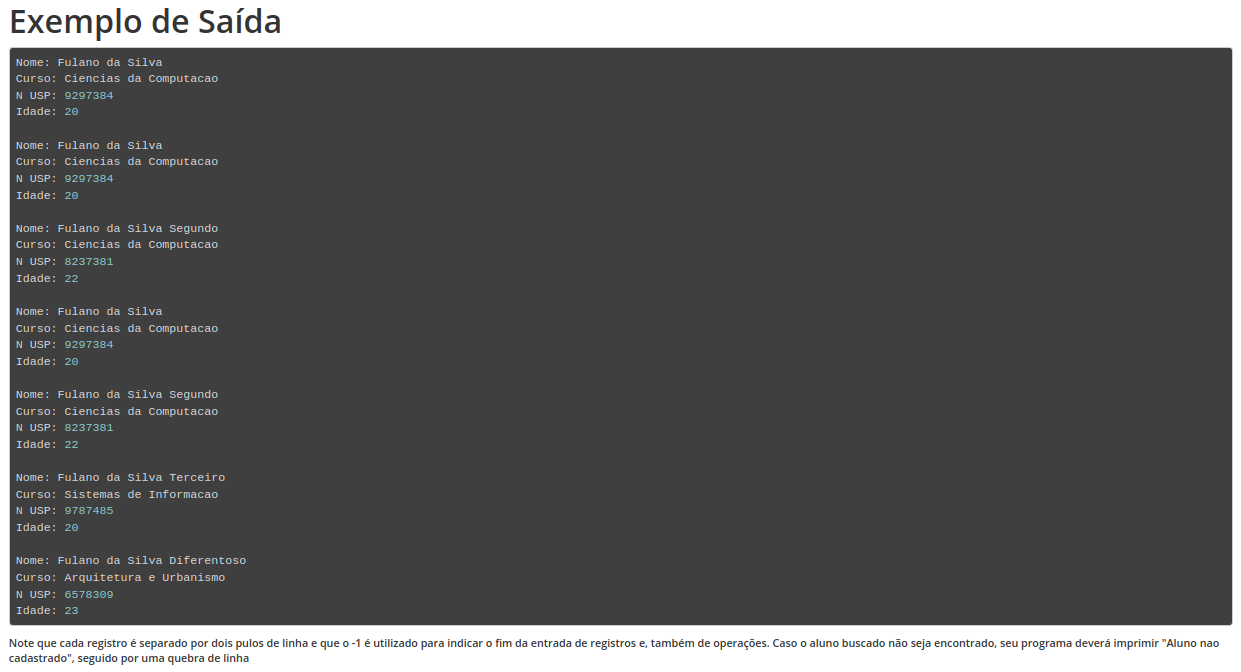 Exemplo de Saída
Nome: Fulano da Silva
Curso: Ciencias da Computacao
N USP: 9297384
Idade: 20
Nome: Fulano da Silva
Curso: Ciencias da Computacao
N USP: 9297384
Idade: 20
Nome: Fulano da Silva Segundo
Curso: Ciencias da Computacao
N USP: 8237381
Idade: 22
Nome: Fulano da Silva
Curso: Ciencias da Computacao
N USP: 9297384
Idade: 20
Nome: Fulano da Silva Segundo
Curso: Ciencias da Computacao
N USP: 8237381
Idade: 22
Nome: Fulano da Silva Terceiro
Curso: Sistemas de Informacao
N USP: 9787485
Idade: 20
Nome: Fulano da Silva Diferentoso
Curso: Arquitetura e Urbanismo
N USP: 6578309
Idade: 23
Note que cada registro é separado por dois pulos de linha e que o -1 é utilizado para indicar o fim da entrada de registros e, também de operações. Caso o aluno buscado não seja encontrado, seu programa deverá imprimir "Aluno nao
cadastrado", seguido por uma quebra de linha